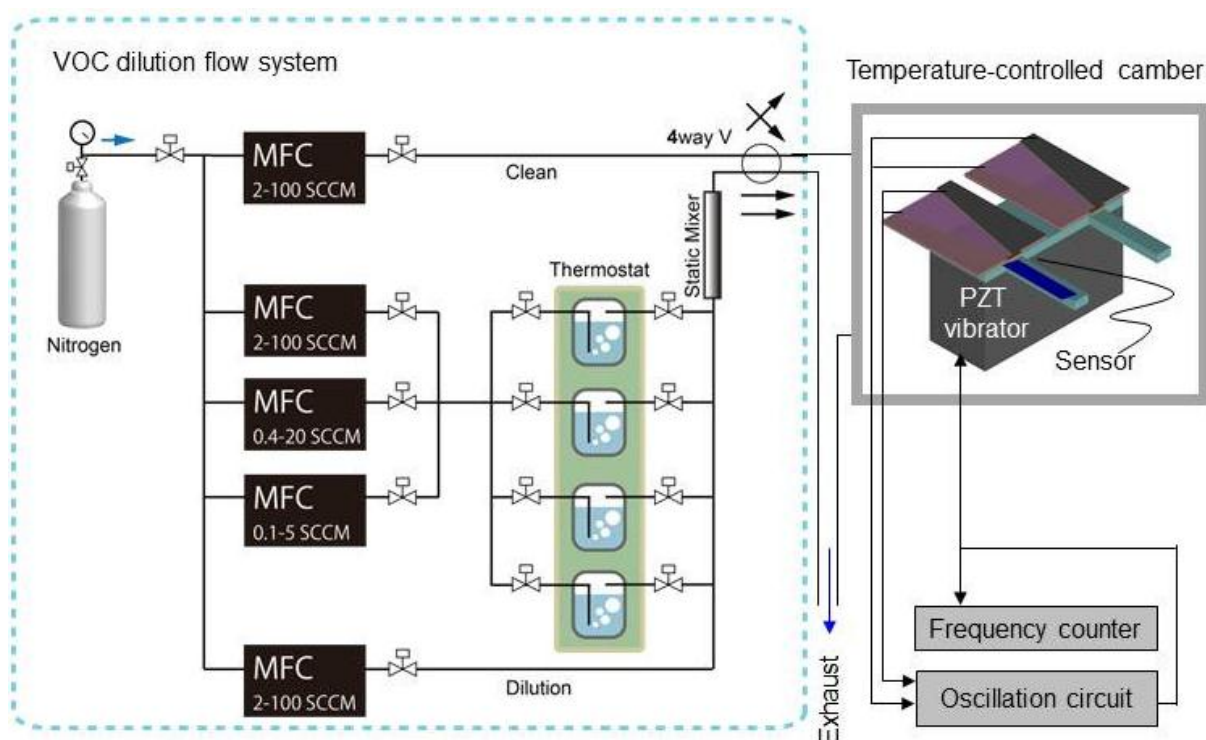 VOC dilution flow system
Temperature-controlled camber
4way V
MFC
2-100 SCCM
Clean
Static Mixer
Thermostat
Nitrogen
MFC
2-100 SCCM
MFC
0.4-20 SCCM
MFC
0.1-5 SCCM
MFC
2-100 SCCM
Dilution
PZT
vibrator
Sensor
Exhaust
Frequency counter
Oscillation circuit